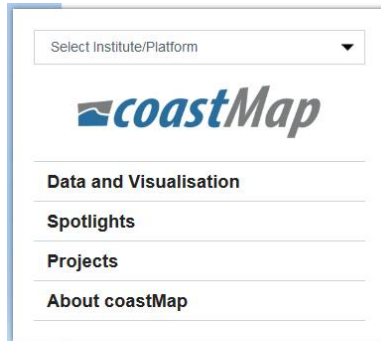 Select Institute/Platform
coastMap
Data and Visualisation
Spotlights
Projects
About coastMap